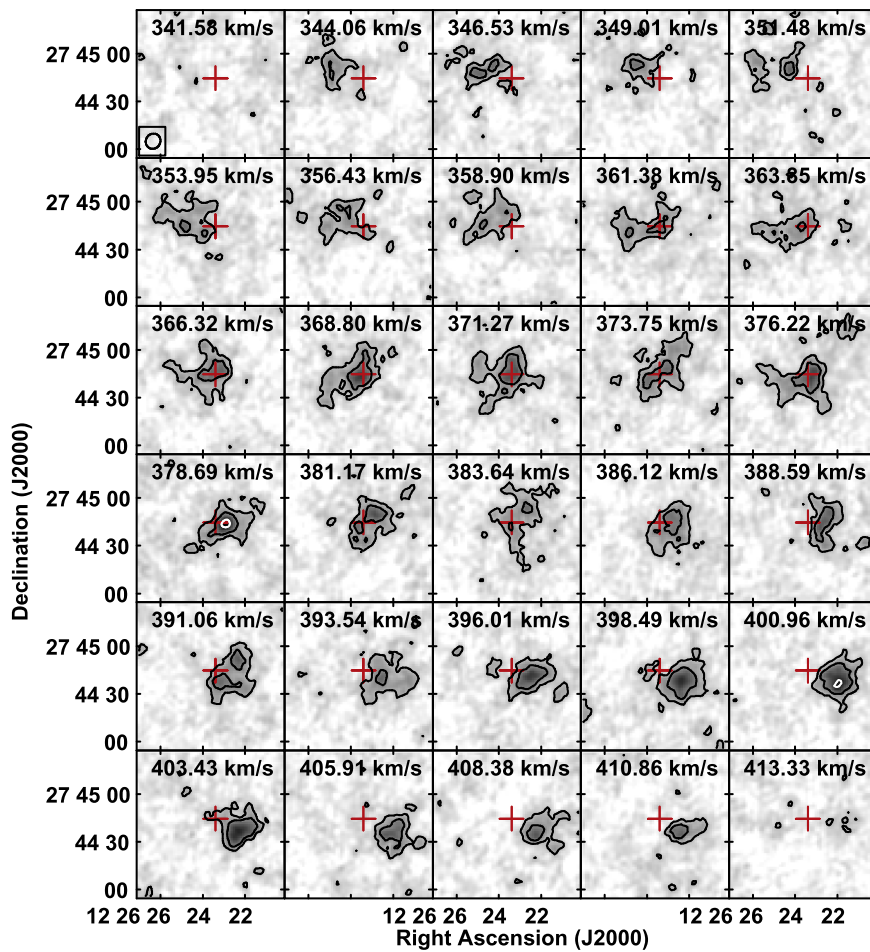 341.58 km/s 344.06 km/s 346.53 km/s 349.01 km/s 351.48 km/s
27 45 00
44 30
00
353.95 km/s 356.43 km/s 358.90 km/s 361.38 km/s 363.85 km/s
27 45 00
44 30
00
366.32 km/s 368.80 km/s 371.27 km/s 373.75 km/s 376.22 km/s
27 45 00
44 30
00
378.69 km/s 381.17 km/s 383.64 km/s 386.12 km/s 388.59 km/s
27 45 00
44 30
00
391.06 km/s 393.54 km/s 396.01 km/s 398.49 km/s 400.96 km/s
27 45 00
44 30
00
403.43 km/s 405.91 km/s 408.38 km/s 410.86 km/s 413.33 km/s
27 45 00
44 30
00
12 26 26 24 22 12 26 24 22 12 26 24 22
Declination (J2000)
Right Ascension (J2000)